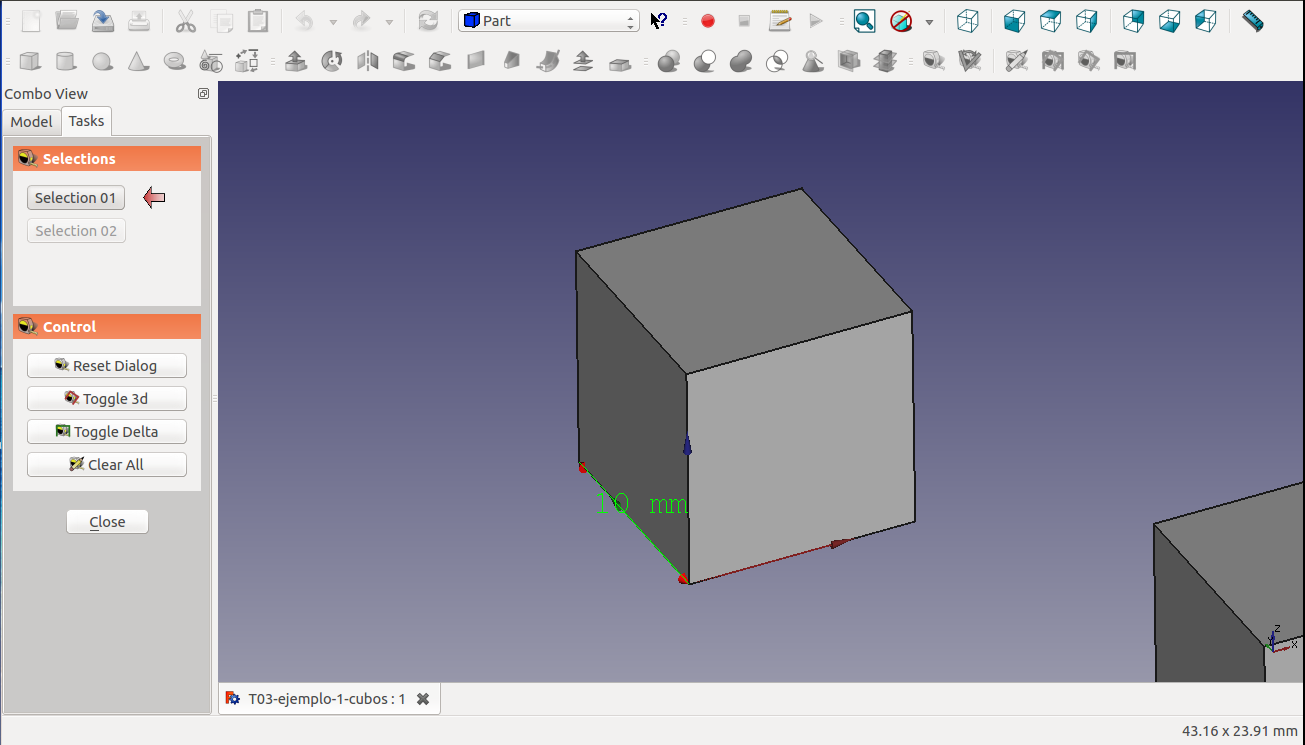 Part
Combo View
Model
Tasks
Selections
Selection 01
Selection 02
Control
Reset Dialog
Toggle 3d
Toggle Delta
Clear All
Close
10 mm
Z
Y
X
T03-ejemplo-1-cubos : 1
43.16 x 23.91 mm